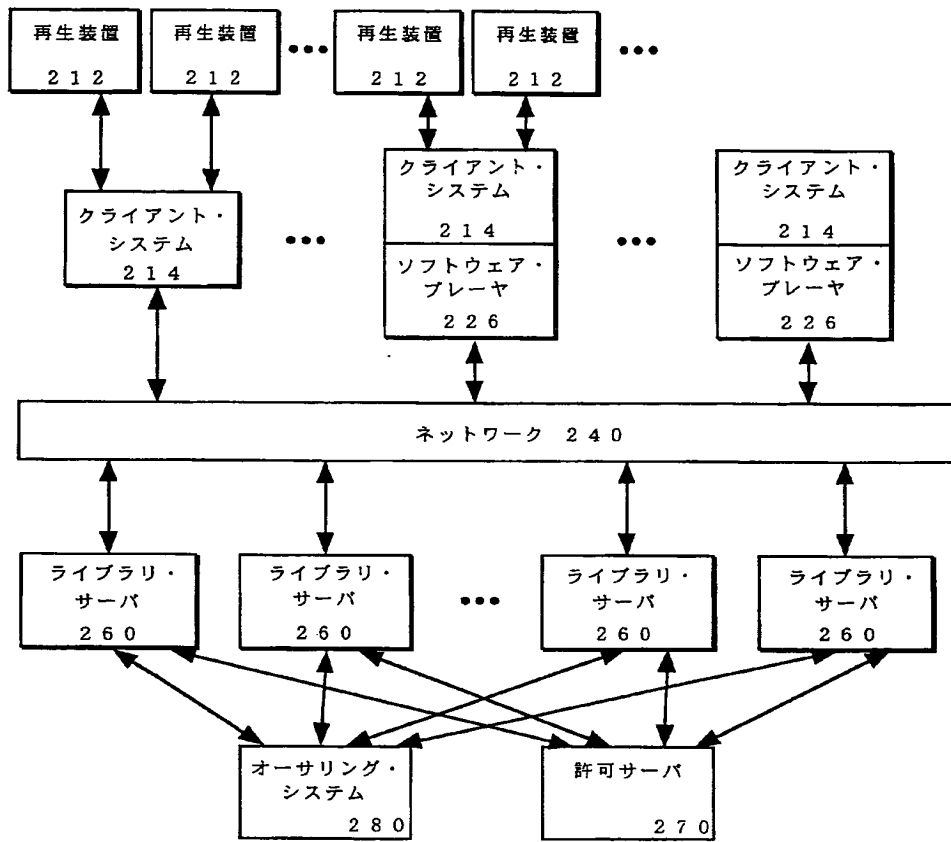 再生装置
212
再生装置
212
•••
再生装置
212
再生装置
212
•••
クライアント・
システム
214
•••
クライアント・
システム
214
ソフトウェア・
プレーヤ
226
•••
クライアント・
システム
214
ソフトウェア・
プレーヤ
226
ネットワーク 240
ライブラリ・
サーバ
260
ライブラリ・
サーバ
260
•••
ライブラリ・
サーバ
260
ライブラリ・
サーバ
260
オーサリング・
システム
280
許可サーバ
270